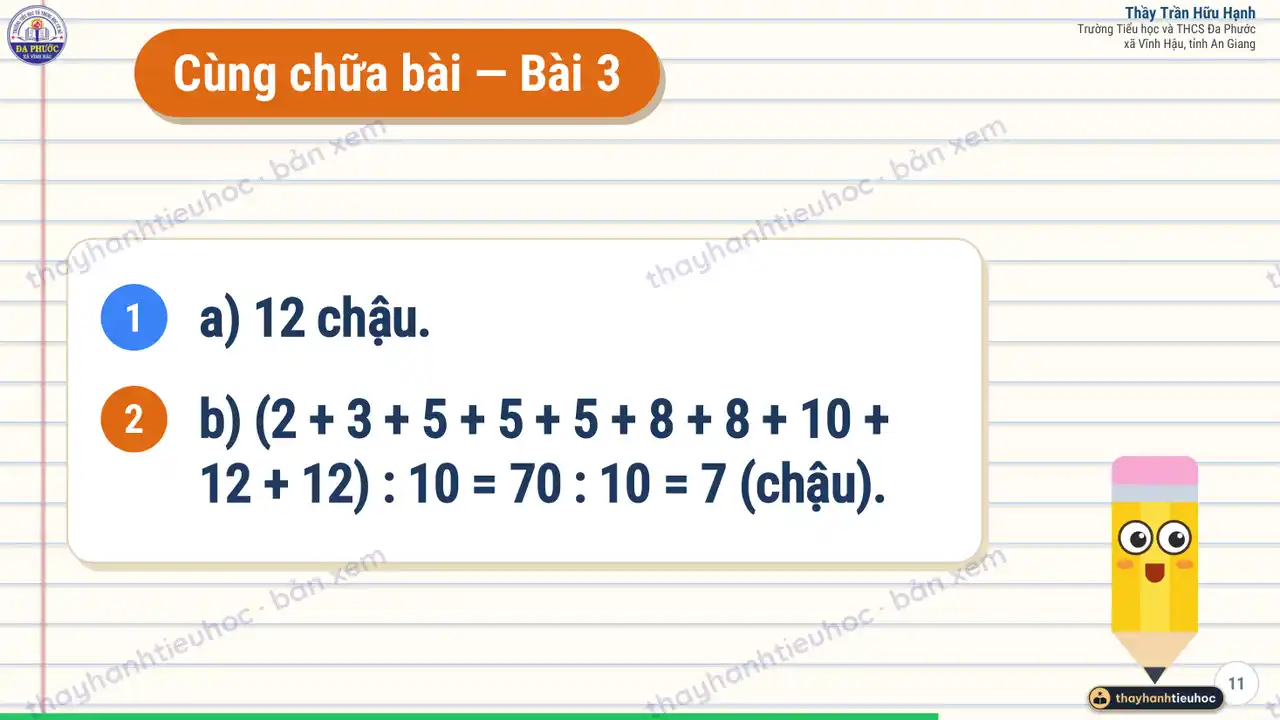 Thầy Trần Hữu Hạnh
Trường Tiểu học và THCS Đa Phước
xã Vĩnh Hậu, tỉnh An Giang
ĐA PHƯỚC
XÃ VĨNH HẬU
Cùng chữa bài – Bài 3
thayhanhtieuhoc · bản xem
thayhanhtieuhoc · bản xem
1
a) 12 chậu.
2
b) (2 + 3 + 5 + 5 + 5 + 8 + 8 + 10 +
12 + 12) : 10 = 70 : 10 = 7 (chậu).
thayhanhtieuhoc · bản xem
thayhanhtieuhoc · bản xem
thayhanhtieuhoc
11